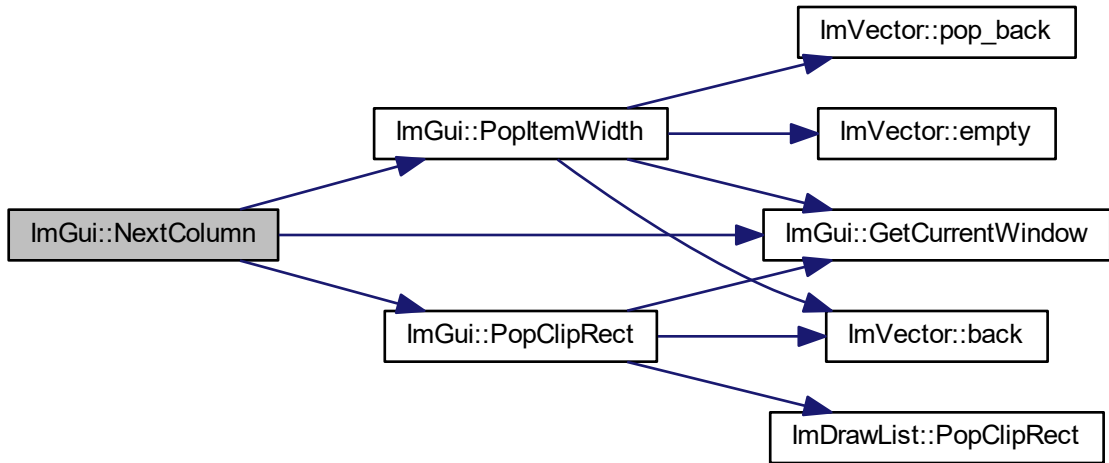 ImVector::pop_back
ImGui::PopItemWidth
ImVector::empty
ImGui::NextColumn
ImGui::GetCurrentWindow
ImGui::PopClipRect
ImVector::back
ImDrawList::PopClipRect